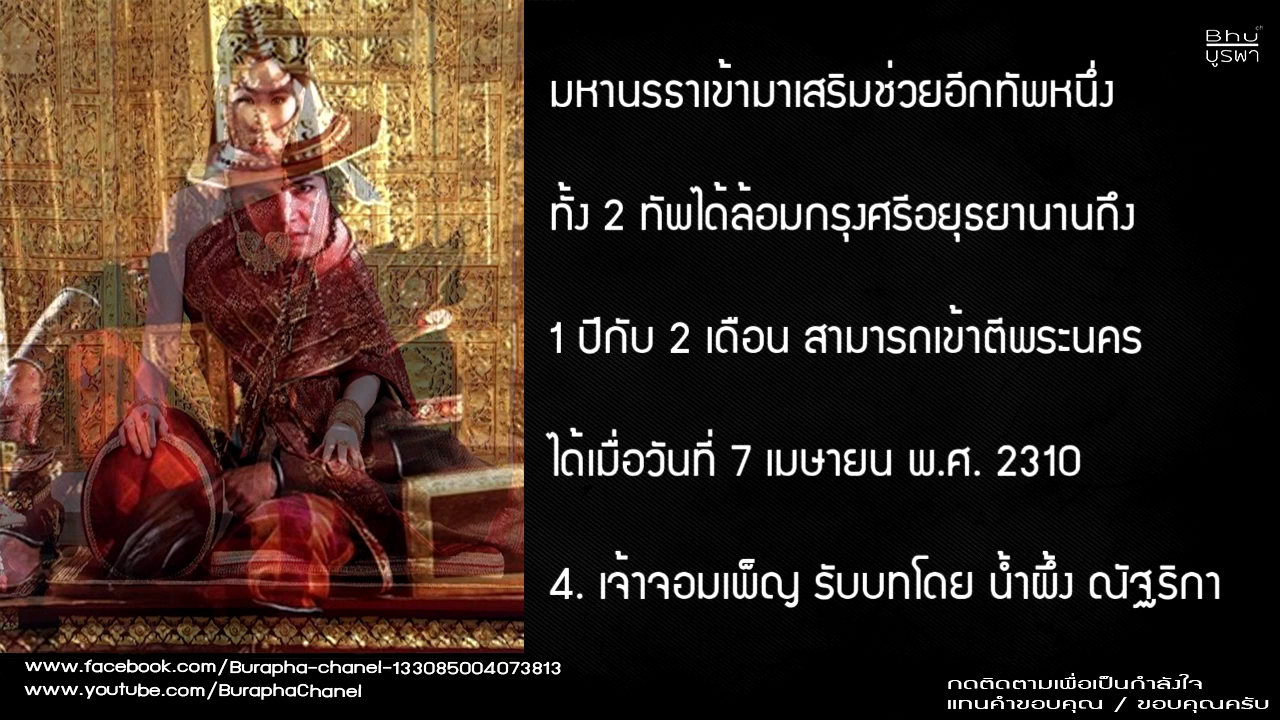 Bhu ch
บูรพา
มหานรธาเข้ามาเสริมช่วยอีกทัพหนึ่ง
ทั้ง 2 ทัพได้ล้อมกรุงศรีอยุธยานานถึง
1 ปีกับ 2 เดือน สามารถเข้าตีพระนคร
ได้เมื่อวันที่ 7 เมษายน พ.ศ. 2310
4. เจ้าจอมเพ็ญ รับบทโดย น้ำผึ้ง ณัฐริกา
www.facebook.com/Burapha-chanel-133085004073813
www.youtube.com/BuraphaChanel
กดติดตามเพื่อเป็นกำลังใจ
แทนคำขอบคุณ / ขอบคุณครับ